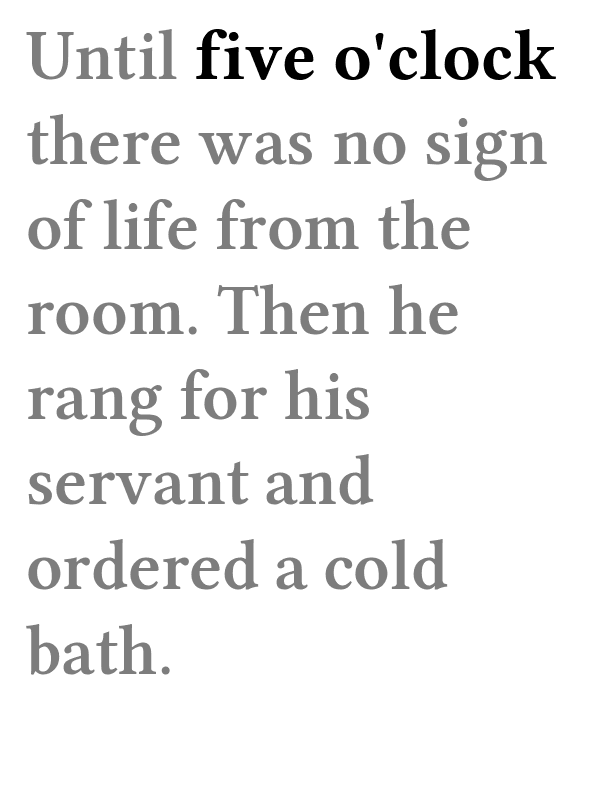 Until five o'clock
there was no sign
of life from the
room. Then he
rang for his
servant and
ordered a cold
bath.